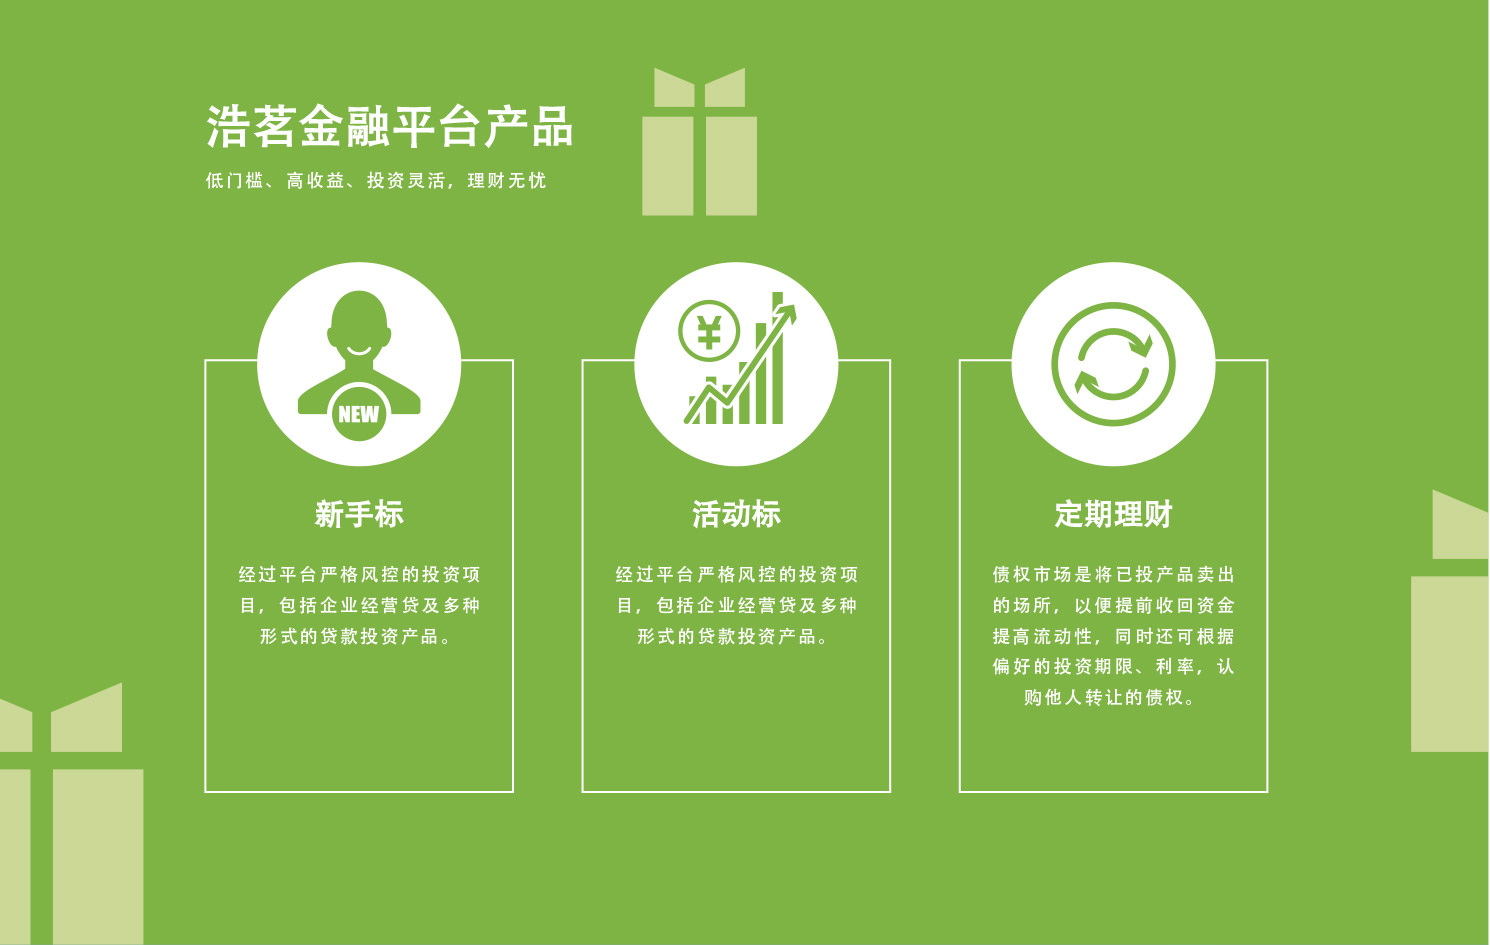 浩茗金融平台产品
低门槛、高收益、投资灵活，理财无忧
NEW
¥
新手标
经过平台严格风控的投资项
目，包括企业经营贷及多种
形式的贷款投资产品。
活动标
经过平台严格风控的投资项
目，包括企业经营贷及多种
形式的贷款投资产品。
定期理财
债权市场是将已投产品卖出
的场所，以便提前收回资金
提高流动性，同时还可根据
偏好的投资期限、利率，认
购他人转让的债权。